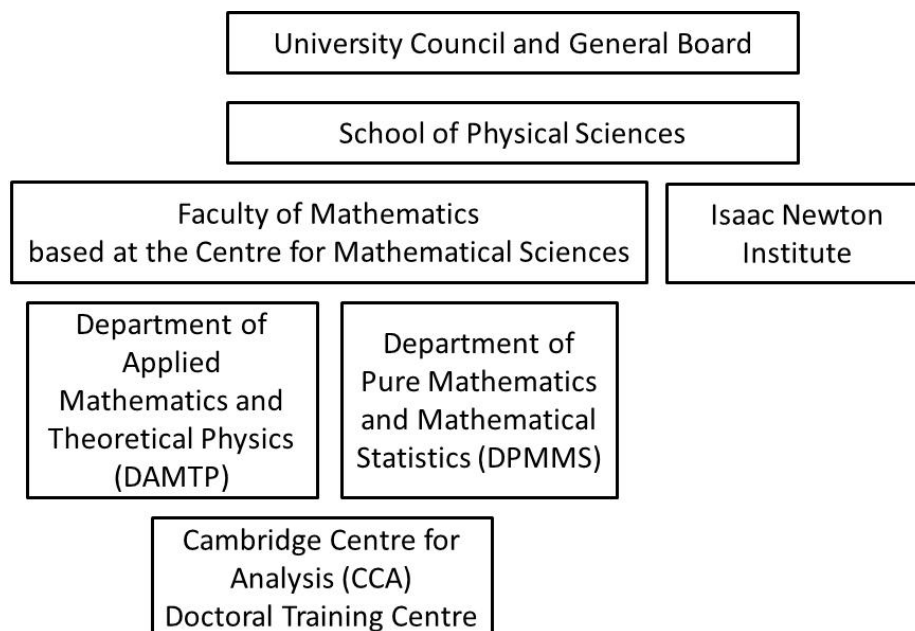 University Council and General Board
School of Physical Sciences
Faculty of Mathematics
based at the Centre for Mathematical Sciences
Isaac Newton
Institute
Department of
Applied
Mathematics and
Theoretical Physics
(DAMTP)
Department of
Pure Mathematics
and Mathematical
Statistics (DPMMS)
Cambridge Centre for
Analysis (CCA)
Doctoral Training Centre